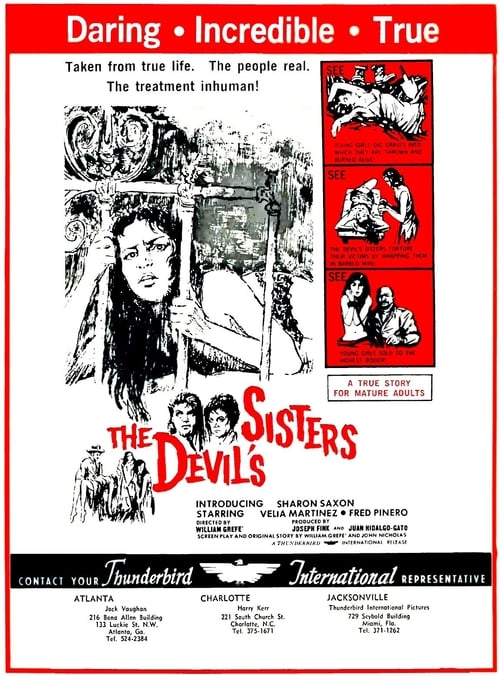 Daring • Incredible • True
Taken from true life. The people real.
The treatment inhuman!
SEE
YOUNG GIRLS DIG GRAVES INTO
WHICH THEY ARE THROWN AND
BURNED ALIVE!
SEE
THE DEVIL'S SISTERS TORTURE
THEIR VICTIMS BY WRAPPING THEM
IN BARBED WIRE!
SEE
YOUNG GIRLS SOLD TO THE
HIGHEST BIDDER!
A TRUE STORY
FOR MATURE ADULTS
THE DEVIL'S SISTERS
INTRODUCING SHARON SAXON
STARRING VELIA MARTINEZ • FRED PINERO
DIRECTED BY
WILLIAM GREFE'
PRODUCED BY
JOSEPH FINK AND JUAN HIDALGO-GATO
SCREEN PLAY AND ORIGINAL STORY BY WILLIAM GREFE' AND JOHN NICHOLAS
A THUNDERBIRD INTERNATIONAL RELEASE
CONTACT YOUR Thunderbird International REPRESENTATIVE
ATLANTA
Jack Vaughan
216 Bona Allen Building
133 Luckie St. N.W.
Atlanta, Ga.
Tel. 524-2384
CHARLOTTE
Harry Kerr
221 South Church St.
Charlotte, N.C.
Tel. 375-1671
JACKSONVILLE
Thunderbird International Pictures
729 Seybold Building
Miami, Fla.
Tel. 371-1262